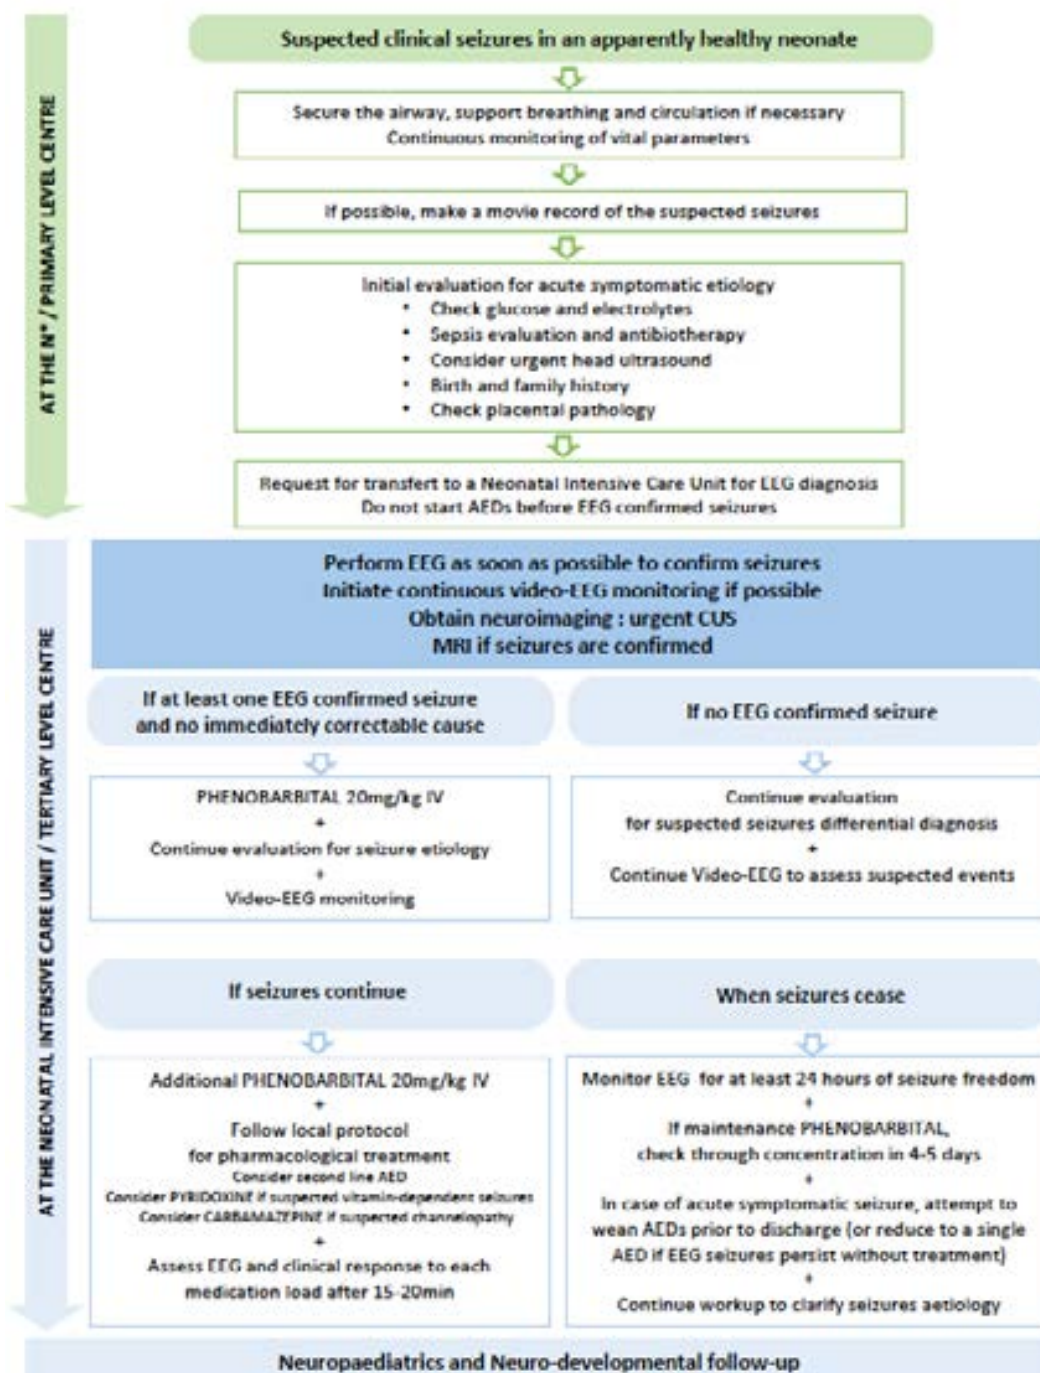 AT THE N* / PRIMARY LEVEL CENTRE
Suspected clinical seizures in an apparently healthy neonate
Secure the airway, support breathing and circulation if necessary
Continuous monitoring of vital parameters
If possible, make a movie record of the suspected seizures
Initial evaluation for acute symptomatic etiology
• Check glucose and electrolytes
• Sepsis evaluation and antibiotherapy
• Consider urgent head ultrasound
• Birth and family history
• Check placental pathology
Request for transfert to a Neonatal Intensive Care Unit for EEG diagnosis
Do not start AEDs before EEG confirmed seizures
AT THE NEONATAL INTENSIVE CARE UNIT / TERTIARY LEVEL CENTRE
Perform EEG as soon as possible to confirm seizures
Initiate continuous video-EEG monitoring if possible
Obtain neuroimaging : urgent CUS
MRI if seizures are confirmed
If at least one EEG confirmed seizure
and no immediately correctable cause
PHENOBARBITAL 20mg/kg IV
+
Continue evaluation for seizure etiology
+
Video-EEG monitoring
If no EEG confirmed seizure
Continue evaluation
for suspected seizures differential diagnosis
+
Continue Video-EEG to assess suspected events
If seizures continue
Additional PHENOBARBITAL 20mg/kg IV
+
Follow local protocol
for pharmacological treatment
Consider second line AED
Consider PYRIDOXINE if suspected vitamin-dependent seizures
Consider CARBAMAZEPINE if suspected channelopathy
+
Assess EEG and clinical response to each
medication load after 15-20min
When seizures cease
Monitor EEG for at least 24 hours of seizure freedom
+
If maintenance PHENOBARBITAL,
check through concentration in 4-5 days
+
In case of acute symptomatic seizure, attempt to
wean AEDs prior to discharge (or reduce to a single
AED if EEG seizures persist without treatment)
+
Continue workup to clarify seizures aetiology
Neuropaediatrics and Neuro-developmental follow-up